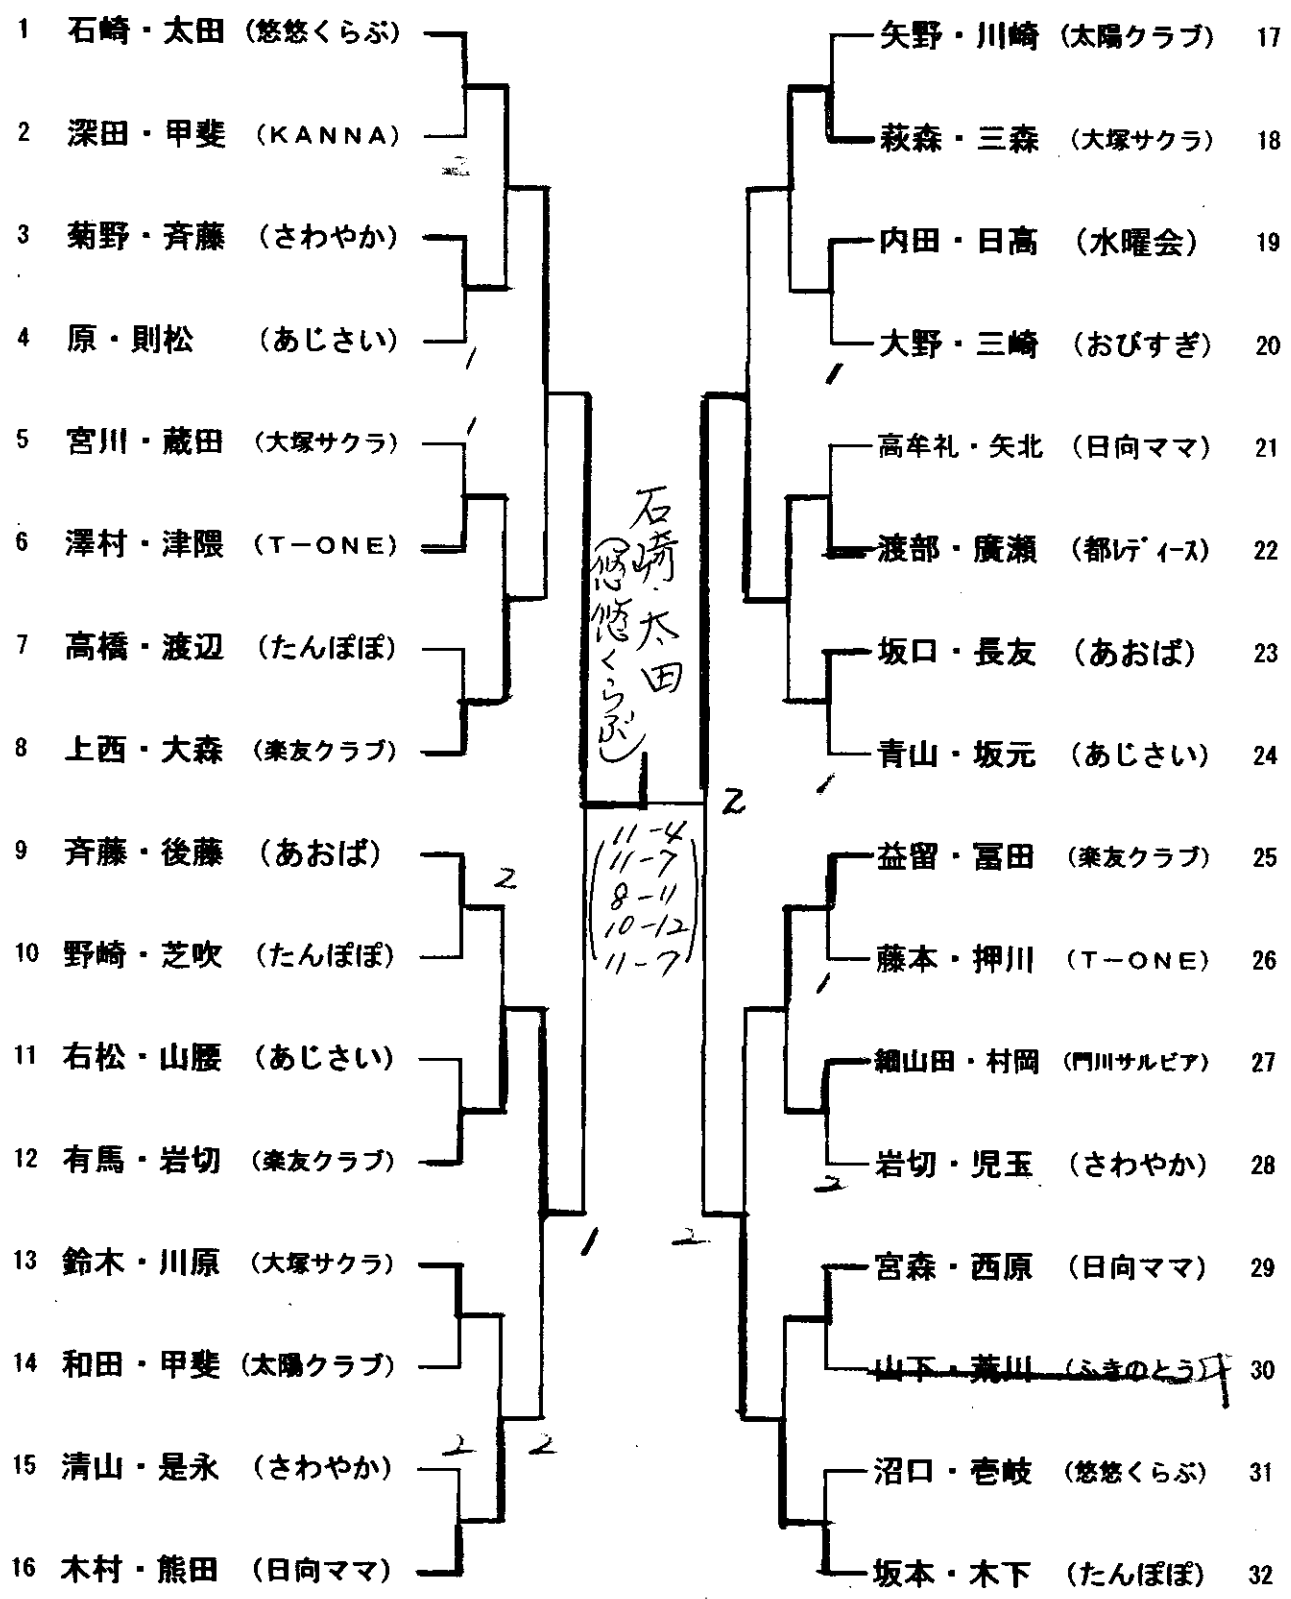 1 石崎・太田 (悠悠くらぶ)
2 深田・甲斐 (KANNA)
2
3 菊野・斉藤 (さわやか)
4 原・則松 (あじさい)
1
1
5 宮川・蔵田 (大塚サクラ)
6 澤村・津隈 (T－ONE)
7 高橋・渡辺 (たんぽぽ)
8 上西・大森 (楽友クラブ)
9 斉藤・後藤 (あおば)
2
10 野崎・芝吹 (たんぽぽ)
11 右松・山腰 (あじさい)
12 有馬・岩切 (楽友クラブ)
13 鈴木・川原 (大塚サクラ)
14 和田・甲斐 (太陽クラブ)
2
2
15 清山・是永 (さわやか)
16 木村・熊田 (日向ママ)
石崎・太田
(悠悠くらぶ)
2
11-4
11-7
8-11
10-12
11-7
1
2
矢野・川崎 (太陽クラブ) 17
萩森・三森 (大塚サクラ) 18
内田・日高 (水曜会) 19
大野・三崎 (おびすぎ) 20
1
高牟礼・矢北 (日向ママ) 21
渡部・廣瀬 (都ﾚﾃﾞｨｰｽ) 22
坂口・長友 (あおば) 23
青山・坂元 (あじさい) 24
1
益留・冨田 (楽友クラブ) 25
藤本・押川 (T－ONE) 26
1
細山田・村岡 (門川サルビア) 27
岩切・児玉 (さわやか) 28
2
宮森・西原 (日向ママ) 29
山下・荒川 (ふきのとう) 30
沼口・壱岐 (悠悠くらぶ) 31
坂本・木下 (たんぽぽ) 32